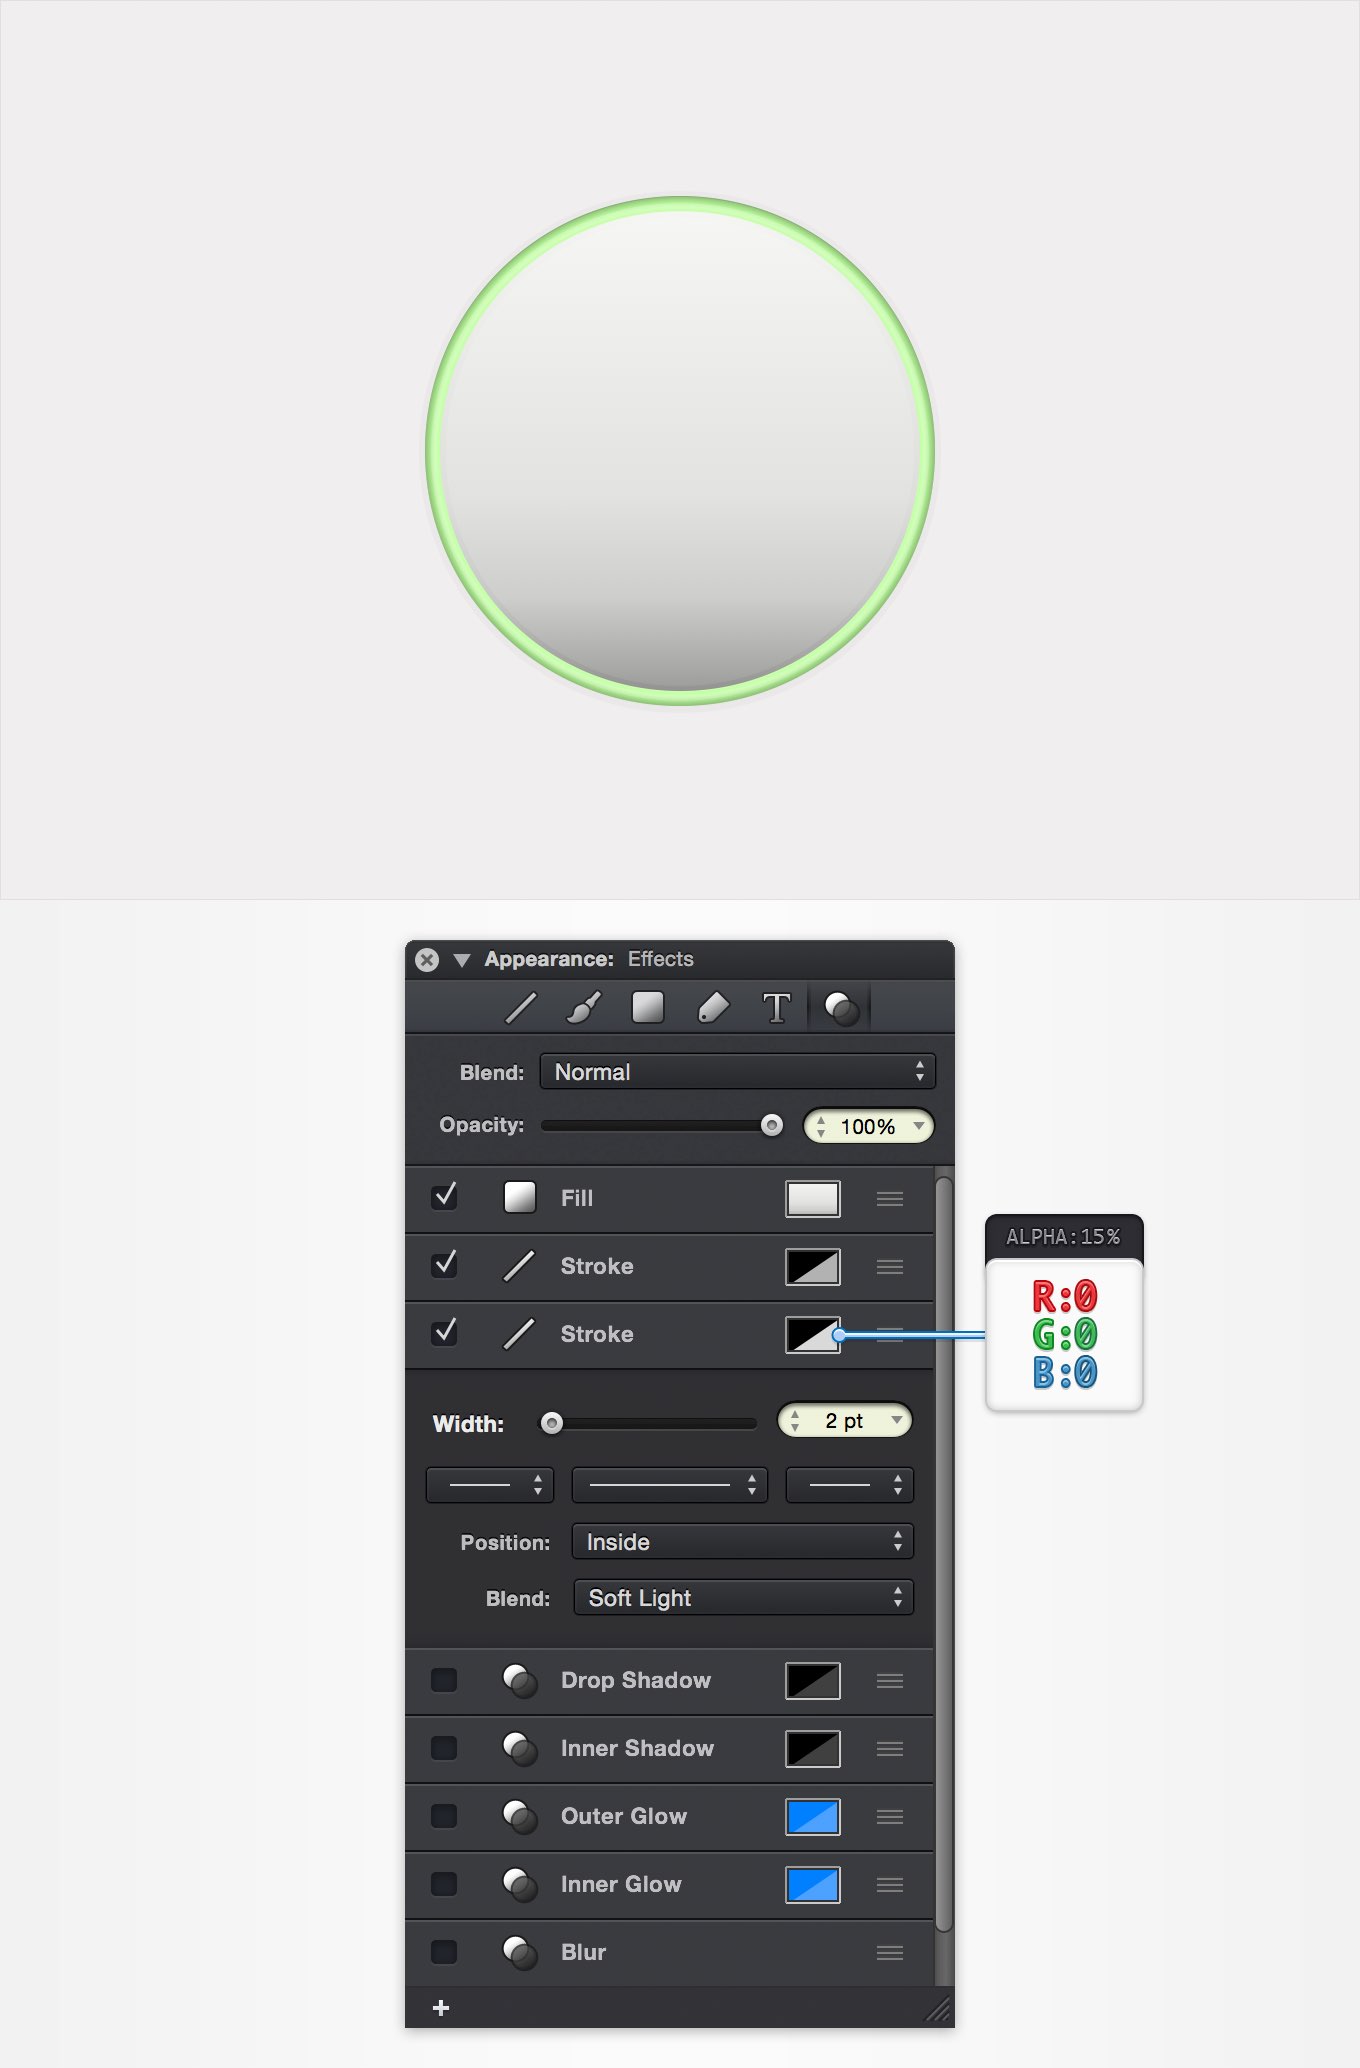 Appearance: Effects
T
Blend: Normal
Opacity: 100%
Fill
Stroke
ALPHA:15%
R:0
G:0
B:0
Stroke
Width: 2 pt
Position: Inside
Blend: Soft Light
Drop Shadow
Inner Shadow
Outer Glow
Inner Glow
Blur
+